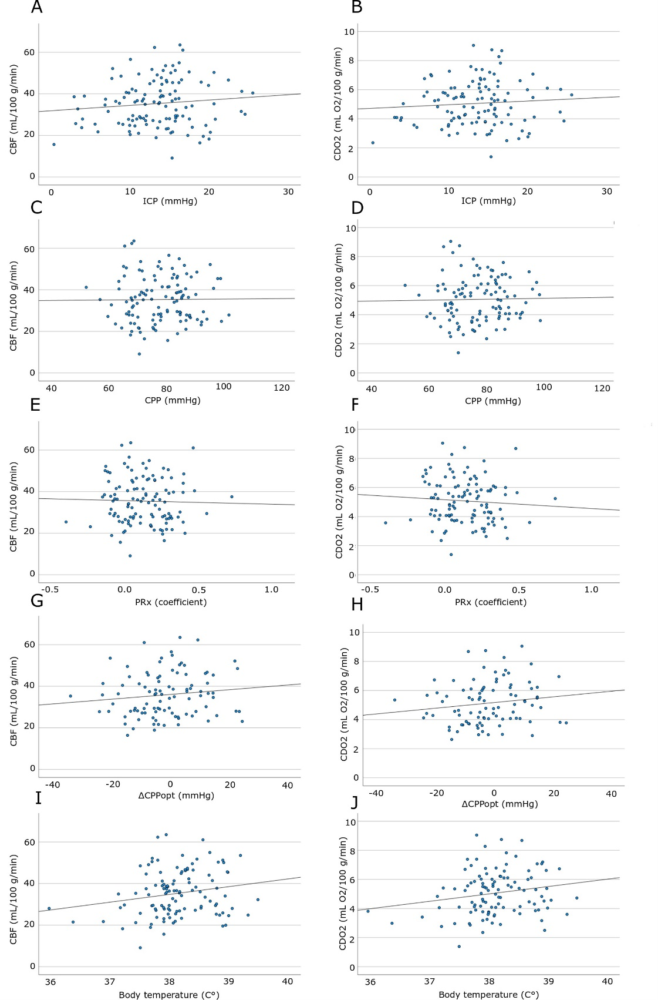 A
CBF (mL/100 g/min)
60
40
20
0
0 10 20 30
ICP (mmHg)
B
CDO2 (mL O2/100 g/min)
10
8
6
4
2
0
0 10 20 30
ICP (mmHg)
C
CBF (mL/100 g/min)
60
40
20
0
40 60 80 100 120
CPP (mmHg)
D
CDO2 (mL O2/100 g/min)
10
8
6
4
2
0
40 60 80 100 120
CPP (mmHg)
E
CBF (mL/100 g/min)
60
40
20
0
-0.5 0.0 0.5 1.0
PRx (coefficient)
F
CDO2 (mL O2/100 g/min)
10
8
6
4
2
0
-0.5 0.0 0.5 1.0
PRx (coefficient)
G
CBF (mL/100 g/min)
60
40
20
0
-40 -20 0 20 40
ΔCPPopt (mmHg)
H
CDO2 (mL O2/100 g/min)
10
8
6
4
2
0
-40 -20 0 20 40
ΔCPPopt (mmHg)
I
CBF (mL/100 g/min)
60
40
20
0
36 37 38 39 40
Body temperature (C°)
J
CDO2 (mL O2/100 g/min)
10
8
6
4
2
0
36 37 38 39 40
Body temperature (C°)